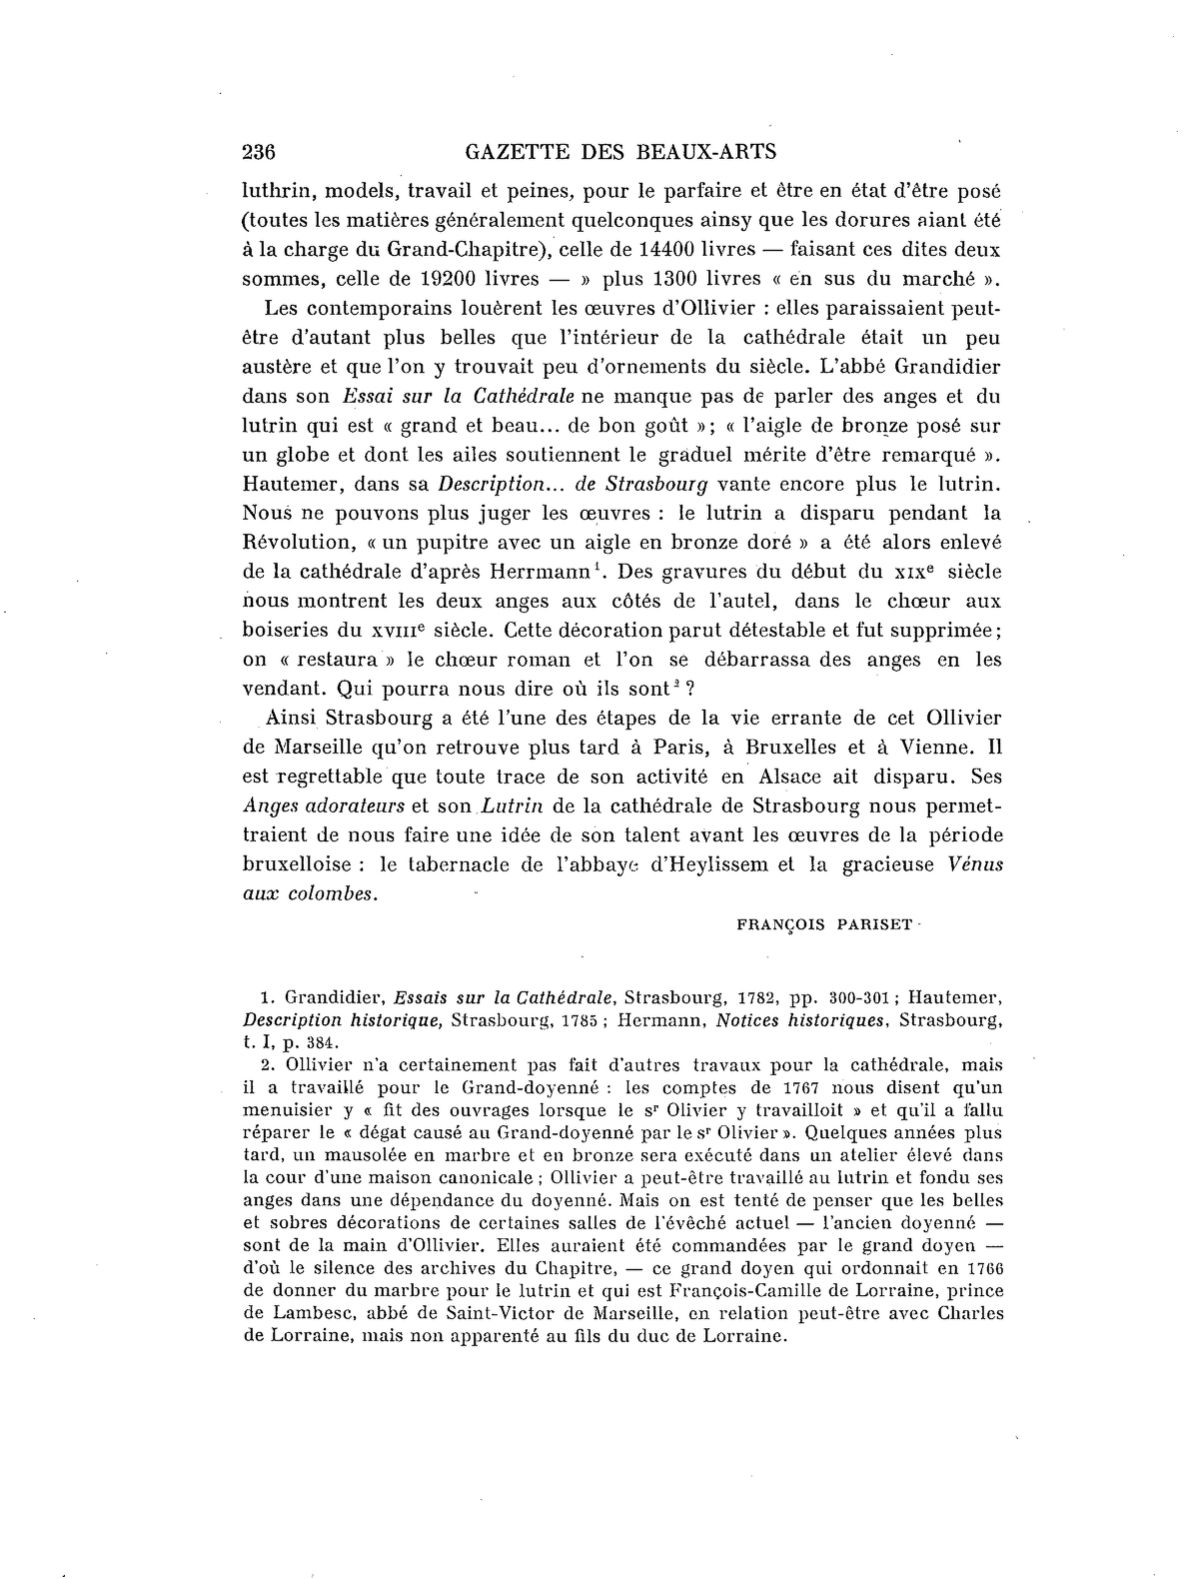 236 GAZETTE DES BEAUX-ARTS
luthrin, models, travail et peines, pour le parfaire et être en état d'être posé
(toutes les matières généralement quelconques ainsy que les dorures aiant été
à la charge du Grand-Chapitre), celle de 14400 livres — faisant ces dites deux
sommes, celle de 19200 livres — » plus 1300 livres « en sus du marché ».
Les contemporains louèrent les œuvres d'Ollivier : elles paraissaient peut-
être d'autant plus belles que l'intérieur de la cathédrale était un peu
austère et que l'on y trouvait peu d'ornements du siècle. L'abbé Grandidier
dans son Essai sur la Cathédrale ne manque pas de parler des anges et du
lutrin qui est « grand et beau... de bon goût »; « l'aigle de bronze posé sur
un globe et dont les ailes soutiennent le graduel mérite d'être remarqué ».
Hautemer, dans sa Description... de Strasbourg vante encore plus le lutrin.
Nous ne pouvons plus juger les œuvres : le lutrin a disparu pendant la
Révolution, « un pupitre avec un aigle en bronze doré » a été alors enlevé
de la cathédrale d'après Herrmann¹. Des gravures du début du XIXe siècle
nous montrent les deux anges aux côtés de l'autel, dans le chœur aux
boiseries du XVIIIe siècle. Cette décoration parut détestable et fut supprimée;
on « restaura » le chœur roman et l'on se débarrassa des anges en les
vendant. Qui pourra nous dire où ils sont²?
Ainsi Strasbourg a été l'une des étapes de la vie errante de cet Ollivier
de Marseille qu'on retrouve plus tard à Paris, à Bruxelles et à Vienne. Il
est regrettable que toute trace de son activité en Alsace ait disparu. Ses
Anges adorateurs et son Lutrin de la cathédrale de Strasbourg nous permet-
traient de nous faire une idée de son talent avant les œuvres de la période
bruxelloise : le tabernacle de l'abbaye d'Heylissem et la gracieuse Vénus
aux colombes.
FRANÇOIS PARISET
1. Grandidier, Essais sur la Cathédrale, Strasbourg, 1782, pp. 300-301; Hautemer,
Description historique, Strasbourg, 1785; Hermann, Notices historiques, Strasbourg,
t. I, p. 384.
2. Ollivier n'a certainement pas fait d'autres travaux pour la cathédrale, mais
il a travaillé pour le Grand-doyenné : les comptes de 1767 nous disent qu'un
menuisier y « fit des ouvrages lorsque le sr Olivier y travailloit » et qu'il a fallu
réparer le « dégat causé au Grand-doyenné par le sr Olivier ». Quelques années plus
tard, un mausolée en marbre et en bronze sera exécuté dans un atelier élevé dans
la cour d'une maison canonicale; Ollivier a peut-être travaillé au lutrin et fondu ses
anges dans une dépendance du doyenné. Mais on est tenté de penser que les belles
et sobres décorations de certaines salles de l'évêché actuel — l'ancien doyenné —
sont de la main d'Ollivier. Elles auraient été commandées par le grand doyen —
d'où le silence des archives du Chapitre, — ce grand doyen qui ordonnait en 1766
de donner du marbre pour le lutrin et qui est François-Camille de Lorraine, prince
de Lambesc, abbé de Saint-Victor de Marseille, en relation peut-être avec Charles
de Lorraine, mais non apparenté au fils du duc de Lorraine.